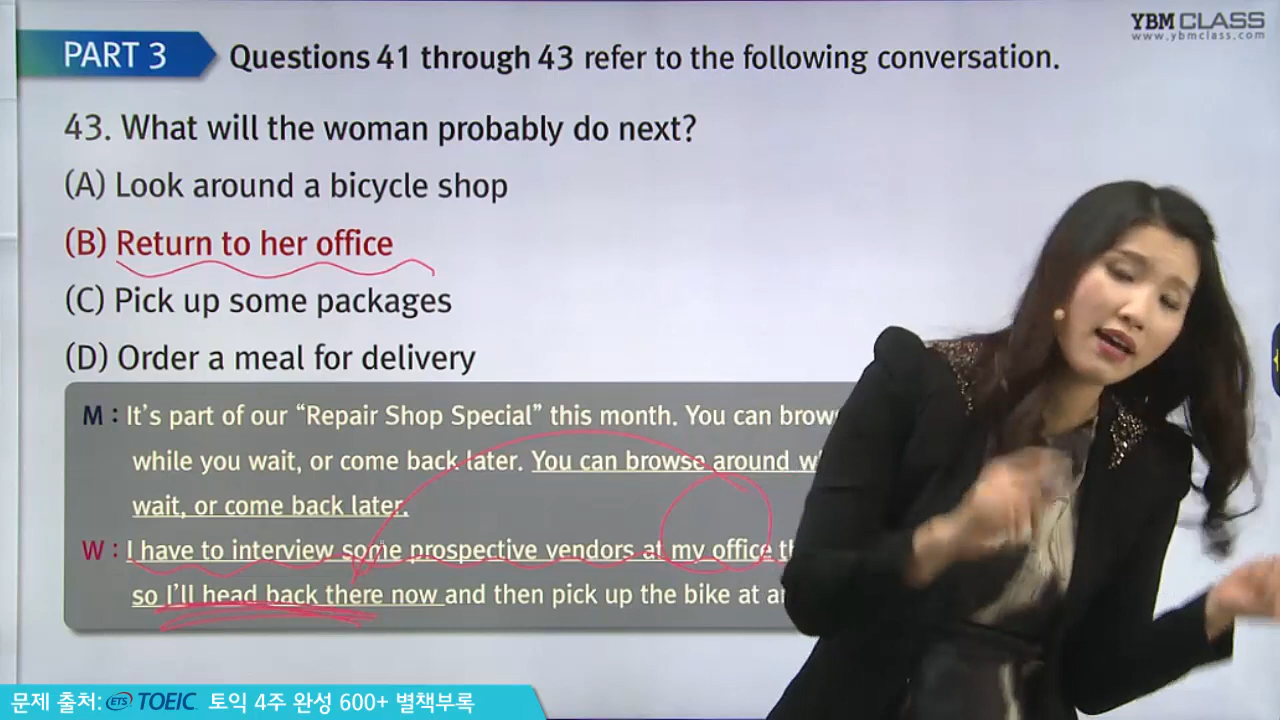 YBM CLASS
www.ybmclass.com
PART 3 Questions 41 through 43 refer to the following conversation.
43. What will the woman probably do next?
(A) Look around a bicycle shop
(B) Return to her office
(C) Pick up some packages
(D) Order a meal for delivery
M : It's part of our “Repair Shop Special” this month. You can
while you wait, or come back later. You can browse around
wait, or come back later.
W : I have to interview some prospective vendors at my office
so I'll head back there now and then pick up the bike at
문제 출처: ETS TOEIC 토익 4주 완성 600+ 별책부록